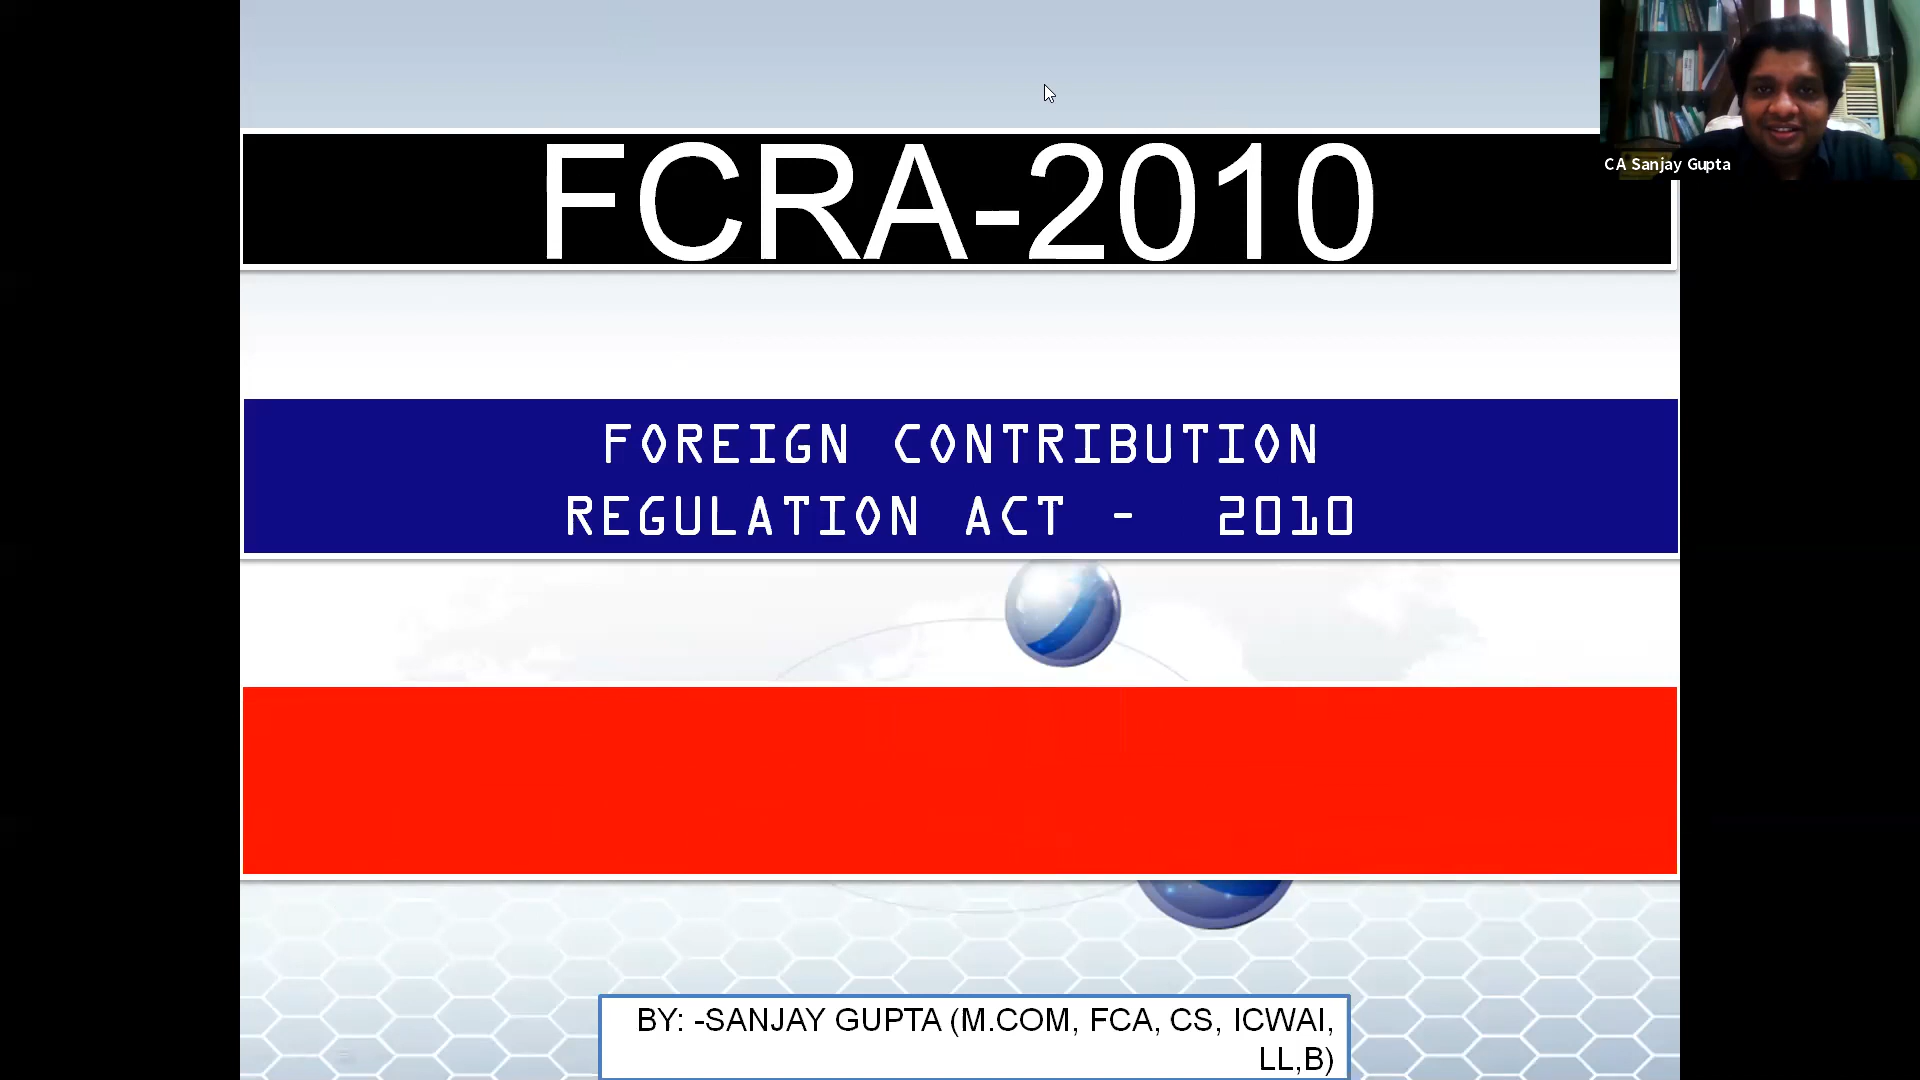 FCRA-2010
CA Sanjay Gupta
FOREIGN CONTRIBUTION
REGULATION ACT - 2010
BY: -SANJAY GUPTA (M.COM, FCA, CS, ICWAI,
LL,B)